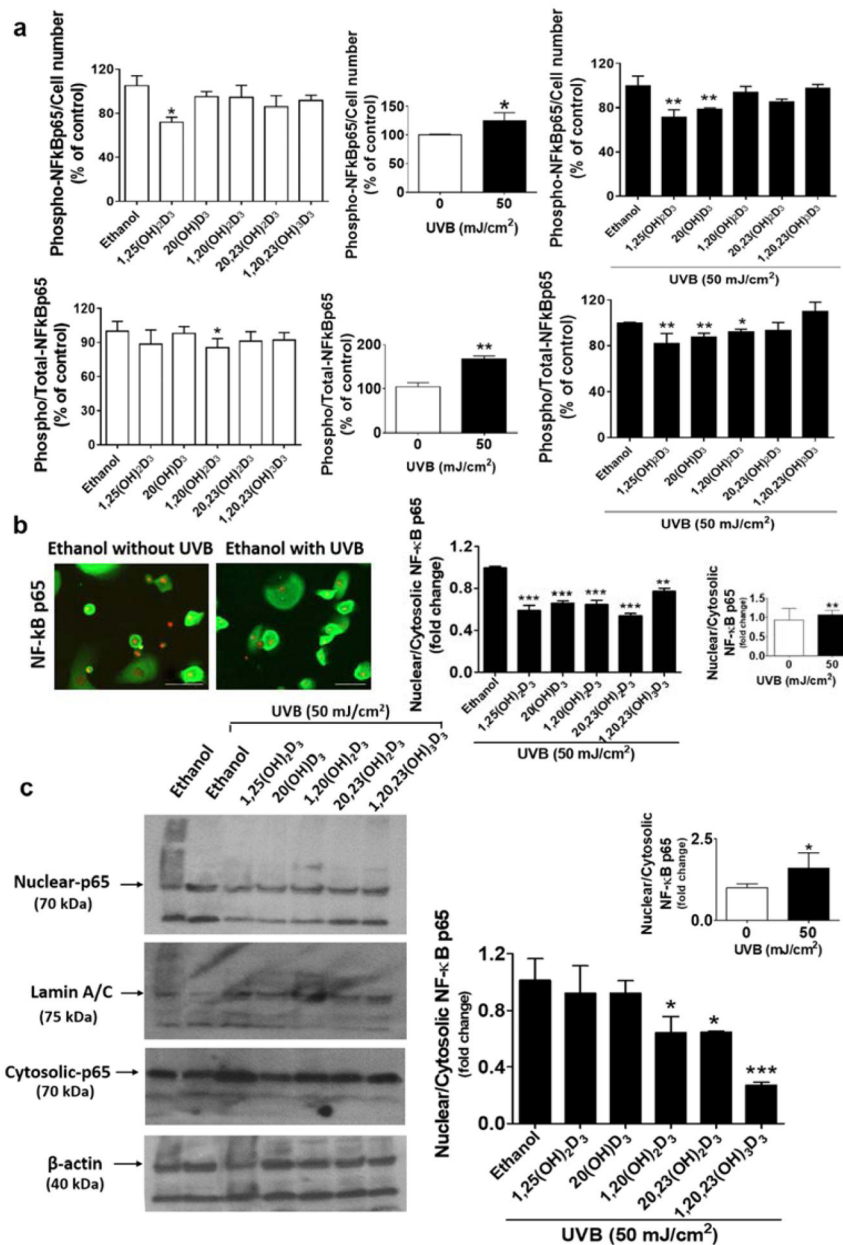 a
Phospho-NFkBp65/Cell number
(% of control)
120
80
40
0
*
Ethanol
1,25(OH)₂D₃
20(OH)D₃
1,20(OH)₂D₃
20,23(OH)₂D₃
1,20,23(OH)₃D₃
Phospho-NFkBp65/Cell number
(% of control)
150
100
50
0
*
0 50
UVB (mJ/cm²)
Phospho-NFkBp65/Cell number
(% of control)
120
80
40
0
** **
Ethanol
1,25(OH)₂D₃
20(OH)D₃
1,20(OH)₂D₃
20,23(OH)₂D₃
1,20,23(OH)₃D₃
UVB (50 mJ/cm²)
Phospho/Total-NFkBp65
(% of control)
120
90
60
30
0
*
Ethanol
1,25(OH)₂D₃
20(OH)D₃
1,20(OH)₂D₃
20,23(OH)₂D₃
1,20,23(OH)₃D₃
Phospho/Total-NFkBp65
(% of control)
200
100
0
**
0 50
UVB (mJ/cm²)
Phospho/Total-NFkBp65
(% of control)
120
80
40
0
** ** *
Ethanol
1,25(OH)₂D₃
20(OH)D₃
1,20(OH)₂D₃
20,23(OH)₂D₃
1,20,23(OH)₃D₃
UVB (50 mJ/cm²)
b
Ethanol without UVB
Ethanol with UVB
NF-kB p65
Nuclear/Cytosolic NF-κB p65
(fold change)
1.2
0.8
0.4
0.0
*** *** *** *** **
Ethanol
1,25(OH)₂D₃
20(OH)D₃
1,20(OH)₂D₃
20,23(OH)₂D₃
1,20,23(OH)₃D₃
UVB (50 mJ/cm²)
Nuclear/Cytosolic
NF-κB p65
(fold change)
1.5
1.0
0.5
0.0
**
0 50
UVB (mJ/cm²)
c
UVB (50 mJ/cm²)
Ethanol
Ethanol
1,25(OH)₂D₃
20(OH)D₃
1,20(OH)₂D₃
20,23(OH)₂D₃
1,20,23(OH)₃D₃
Nuclear-p65
(70 kDa)
Lamin A/C
(75 kDa)
Cytosolic-p65
(70 kDa)
β-actin
(40 kDa)
Nuclear/Cytosolic
NF-κB p65
(fold change)
2.5
0.0
*
0 50
UVB (mJ/cm²)
Nuclear/Cytosolic NF-κB p65
(fold change)
1.2
0.8
0.4
0.0
* * ***
Ethanol
1,25(OH)₂D₃
20(OH)D₃
1,20(OH)₂D₃
20,23(OH)₂D₃
1,20,23(OH)₃D₃
UVB (50 mJ/cm²)